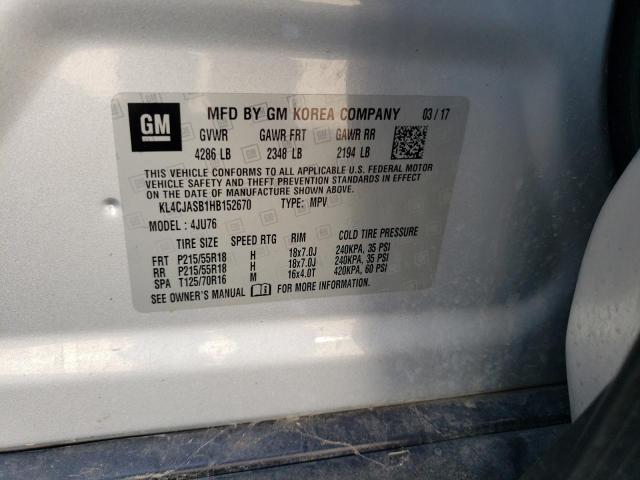 GM
MFD BY GM KOREA COMPANY 03/17
GVWR GAWR FRT GAWR RR
4286 LB 2348 LB 2194 LB
THIS VEHICLE CONFORMS TO ALL APPLICABLE U.S. FEDERAL MOTOR
VEHICLE SAFETY AND THEFT PREVENTION STANDARDS IN EFFECT
ON THE DATE OF MANUFACTURE SHOWN ABOVE.
KL4CJASB1HB152670 TYPE: MPV
MODEL : 4JU76
TIRE SIZE SPEED RTG RIM COLD TIRE PRESSURE
FRT P215/55R18 H 18x7.0J 240KPA, 35 PSI
RR P215/55R18 H 18x7.0J 240KPA, 35 PSI
SPA T125/70R16 M 16x4.0T 420KPA, 60 PSI
SEE OWNER'S MANUAL FOR MORE INFORMATION.